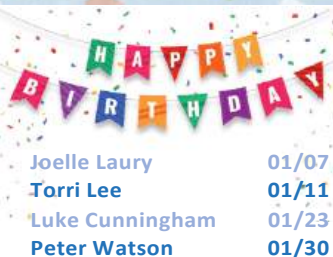 HAPPY
BIRTHDAY
Joelle Laury 01/07
Torri Lee 01/11
Luke Cunningham 01/23
Peter Watson 01/30